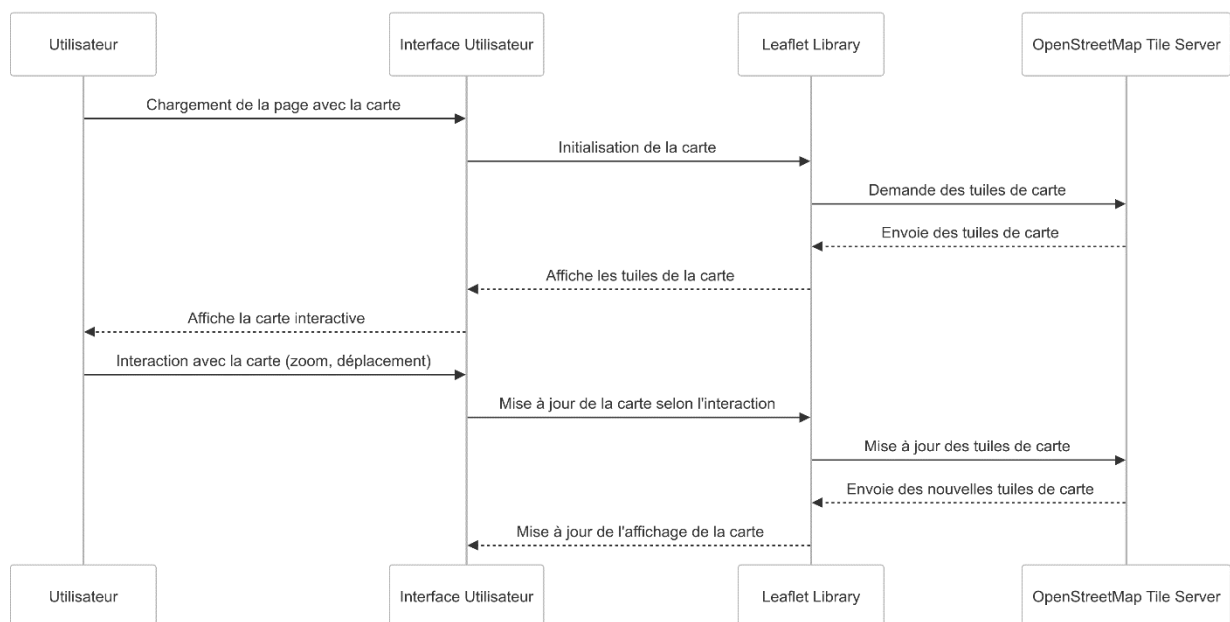 Utilisateur
Interface Utilisateur
Leaflet Library
OpenStreetMap Tile Server
Chargement de la page avec la carte
Initialisation de la carte
Demande des tuiles de carte
Envoie des tuiles de carte
Affiche les tuiles de la carte
Affiche la carte interactive
Interaction avec la carte (zoom, déplacement)
Mise à jour de la carte selon l'interaction
Mise à jour des tuiles de carte
Envoie des nouvelles tuiles de carte
Mise à jour de l'affichage de la carte
Utilisateur
Interface Utilisateur
Leaflet Library
OpenStreetMap Tile Server